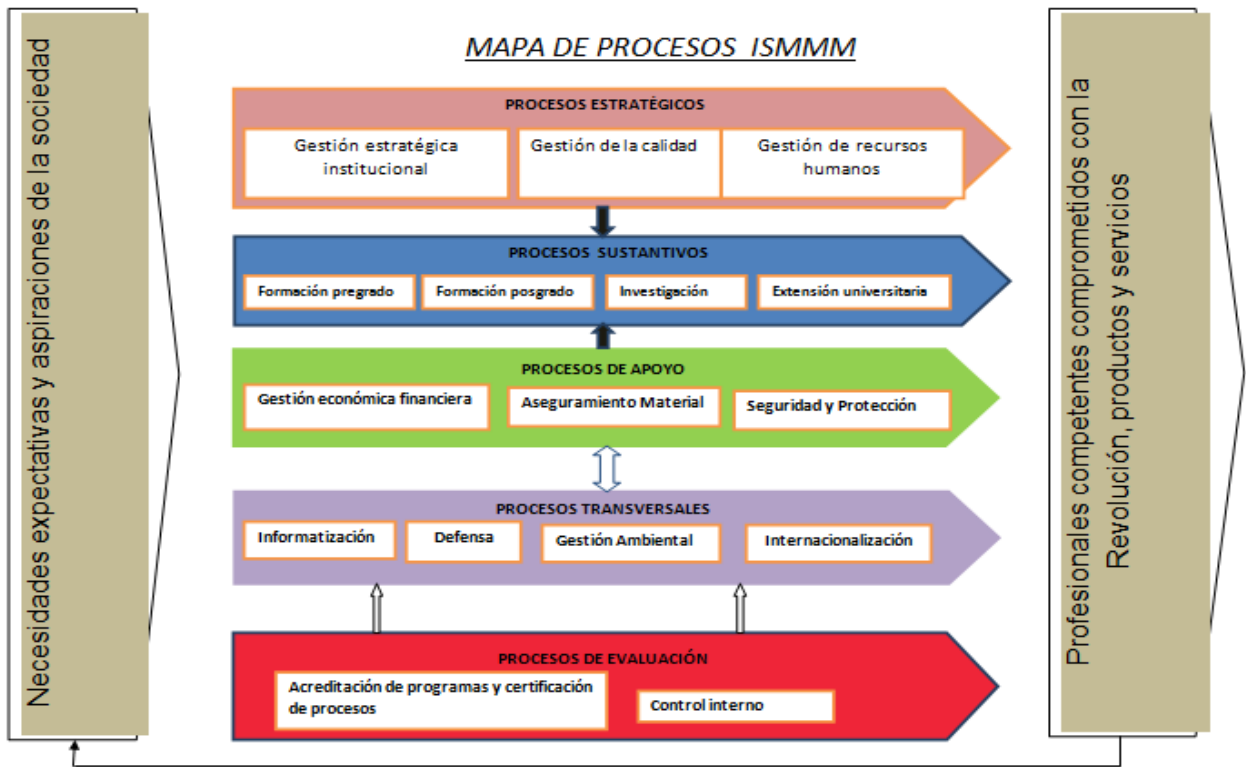 Necesidades expectativas y aspiraciones de la sociedad
MAPA DE PROCESOS ISMMM
PROCESOS ESTRATÉGICOS
Gestión estratégica
institucional
Gestión de la calidad
Gestión de recursos
humanos
PROCESOS SUSTANTIVOS
Formación pregrado
Formación posgrado
Investigación
Extensión universitaria
PROCESOS DE APOYO
Gestión económica financiera
Aseguramiento Material
Seguridad y Protección
PROCESOS TRANSVERSALES
Informatización
Defensa
Gestión Ambiental
Internacionalización
PROCESOS DE EVALUACIÓN
Acreditación de programas y certificación
de procesos
Control interno
Profesionales competentes comprometidos con la
Revolución, productos y servicios